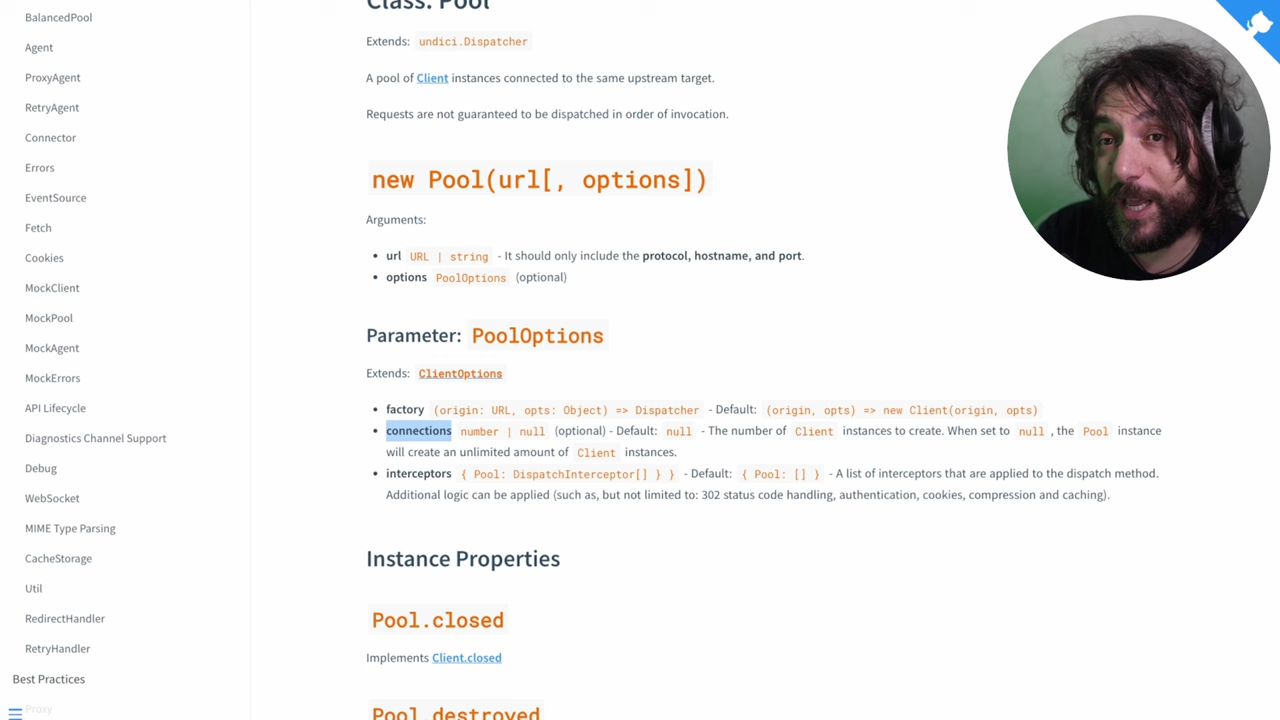 BalancedPool
Agent
ProxyAgent
RetryAgent
Connector
Errors
EventSource
Fetch
Cookies
MockClient
MockPool
MockAgent
MockErrors
API Lifecycle
Diagnostics Channel Support
Debug
WebSocket
MIME Type Parsing
CacheStorage
Util
RedirectHandler
RetryHandler
Best Practices
Proxy
Class: Pool
Extends: undici.Dispatcher
A pool of Client instances connected to the same upstream target.
Requests are not guaranteed to be dispatched in order of invocation.
new Pool(url[, options])
Arguments:
• url URL | string - It should only include the protocol, hostname, and port.
• options PoolOptions (optional)
Parameter: PoolOptions
Extends: ClientOptions
• factory (origin: URL, opts: Object) => Dispatcher - Default: (origin, opts) => new Client(origin, opts)
• connections number | null (optional) - Default: null - The number of Client instances to create. When set to null , the Pool instance
will create an unlimited amount of Client instances.
• interceptors { Pool: DispatchInterceptor[] } } - Default: { Pool: [] } - A list of interceptors that are applied to the dispatch method.
Additional logic can be applied (such as, but not limited to: 302 status code handling, authentication, cookies, compression and caching).
Instance Properties
Pool.closed
Implements Client.closed
Pool.destroyed